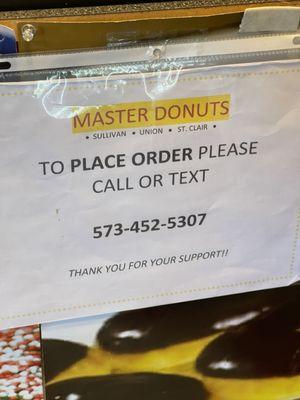 MASTER DONUTS
• SULLIVAN • UNION • ST. CLAIR •
TO PLACE ORDER PLEASE
CALL OR TEXT
573-452-5307
THANK YOU FOR YOUR SUPPORT!!